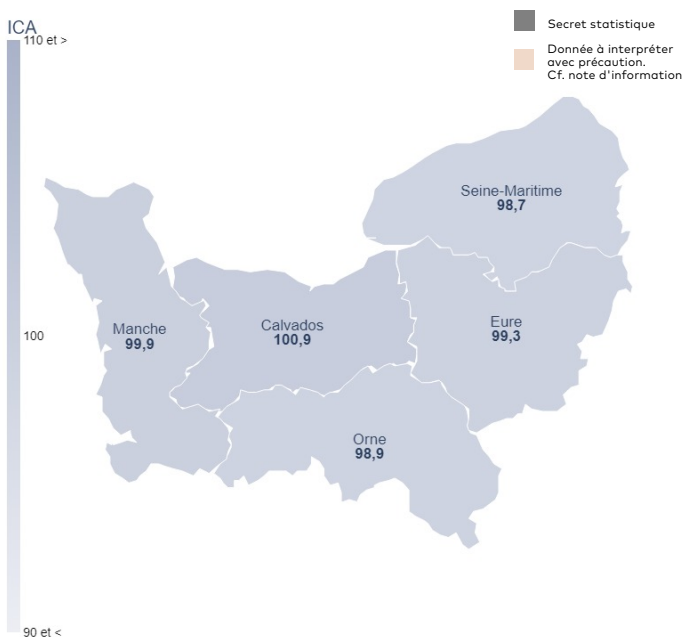 ICA
110 et >
Secret statistique
Donnée à interpréter
avec précaution.
Cf. note d'information
Seine-Maritime
98,7
100
Manche
99,9
Calvados
100,9
Eure
99,3
Orne
98,9
90 et <